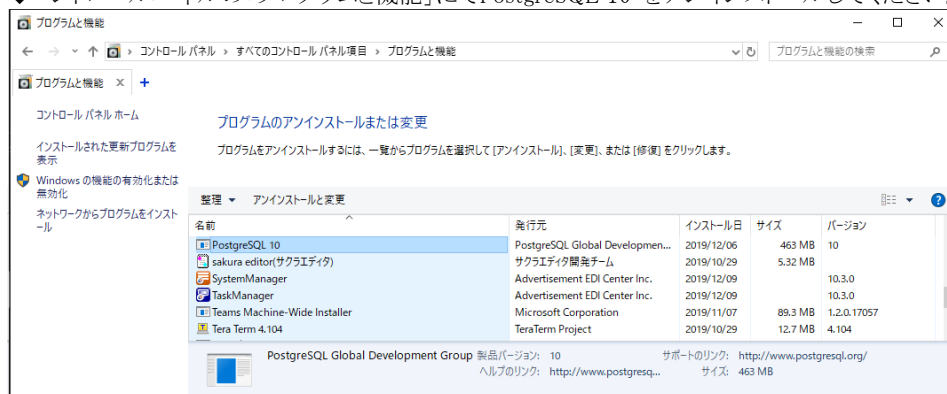 プログラムと機能
コントロール パネル › すべてのコントロール パネル項目 › プログラムと機能
プログラムと機能の検索
プログラムと機能
コントロール パネル ホーム
インストールされた更新プログラムを
表示
Windows の機能の有効化または
無効化
ネットワークからプログラムをインスト
ール
プログラムのアンインストールまたは変更
プログラムをアンインストールするには、一覧からプログラムを選択して [アンインストール]、[変更]、または [修復] をクリックします。
整理 アンインストールと変更
名前 発行元 インストール日 サイズ バージョン
PostgreSQL 10 PostgreSQL Global Developmen... 2019/12/06 463 MB 10
sakura editor(サクラエディタ) サクラエディタ開発チーム 2019/10/29 5.32 MB
SystemManager Advertisement EDI Center Inc. 2019/12/09 10.3.0
TaskManager Advertisement EDI Center Inc. 2019/12/09 10.3.0
Teams Machine-Wide Installer Microsoft Corporation 2019/11/07 89.3 MB 1.2.0.17057
Tera Term 4.104 TeraTerm Project 2019/10/29 12.7 MB 4.104
PostgreSQL Global Development Group 製品バージョン: 10 サポートのリンク: http://www.postgresql.org/
ヘルプのリンク: http://www.postgresq... サイズ: 463 MB